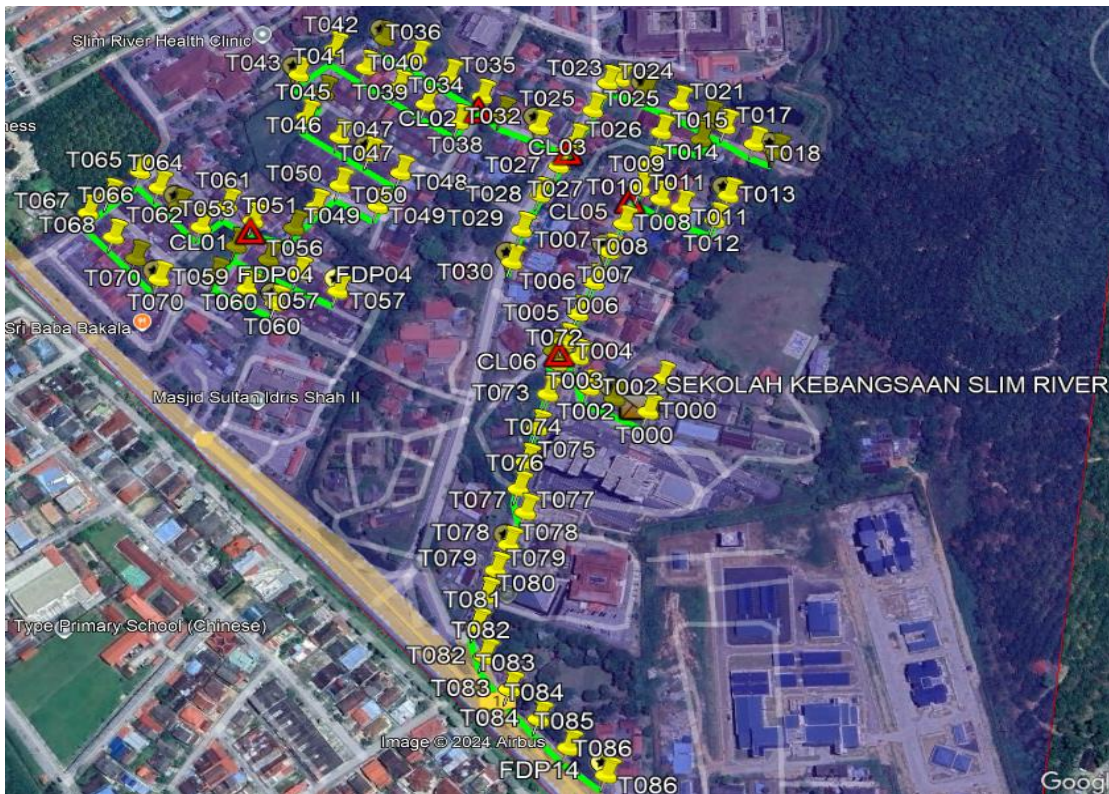 T042
T036
Slim River Health Clinic
T043
T041
T040
T035
T023
T024
T045
T039
T034
T025
T025
T021
CL02
T032
T017
T046
T047
T038
CL03
T026
T015
T018
T047
T027
T009
T014
ness
T065
T064
T050
T048
T028
T027
T010
T011
T013
T067
T066
T061
T050
T062
T053
T051
T049
T049
T029
CL05
T008
T011
T068
CL01
T056
T007
T008
T012
T070
T059
FDP04
FDP04
T030
T006
T007
T070
T060
T057
T057
T005
T006
Sri Baba Bakala
T060
T072
T004
CL06
T003
T002
SEKOLAH KEBANGSAAN SLIM RIVER
T073
Masjid Sultan Idris Shah II
T002
T000
T074
T000
T075
T076
T077
T077
T078
T078
T079
T079
T080
T081
Type Primary School (Chinese)
T082
T082
T083
T083
T084
T084
T085
Image © 2024 Airbus
T086
FDP14
T086
Goog